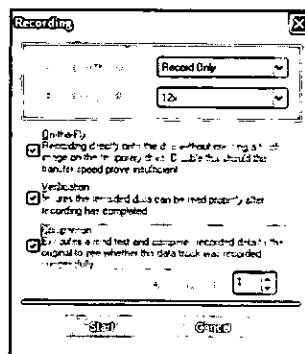 Recording
Record Only
12x
On-the-Fly
Recording directly onto the disc without creating a
image on the temporary drive. Disable this should the
transfer speed prove insufficient
Verification
Ensures the recorded data can be read properly after
recording has completed
Comparison
Executes a read test and compares recorded data to the
original to see whether this data track was recorded
successfully
1
Start
Cancel